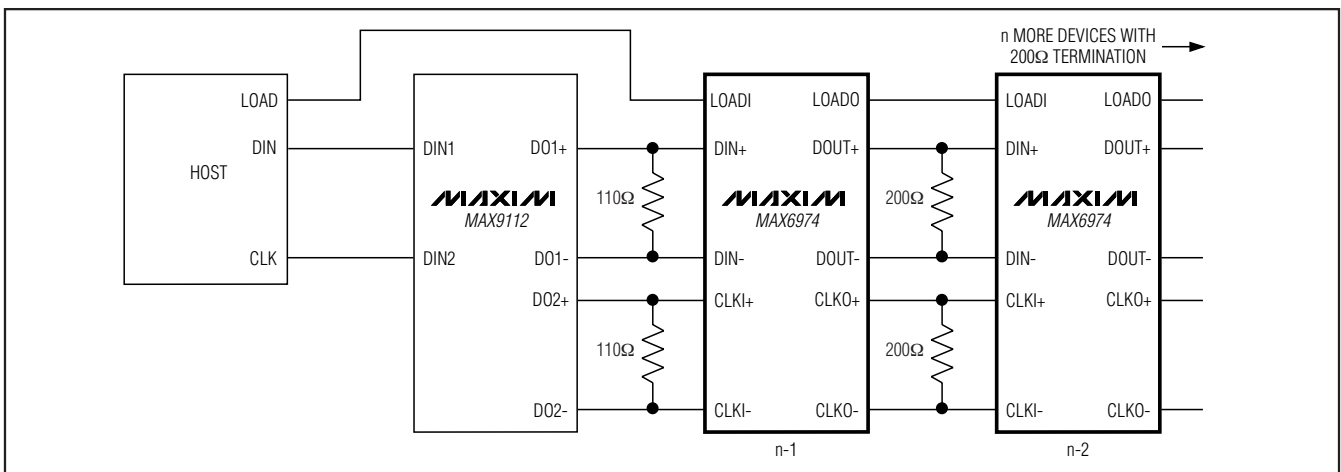 n MORE DEVICES WITH
200Ω TERMINATION
HOST
LOAD
DIN
CLK
DIN1
DIN2
MAXIM
MAX9112
DO1+
DO1-
DO2+
DO2-
110Ω
110Ω
LOADI
LOADO
DIN+
DOUT+
MAXIM
MAX6974
DIN-
DOUT-
CLKI+
CLKO+
CLKI-
CLKO-
n-1
200Ω
200Ω
LOADI
LOADO
DIN+
DOUT+
MAXIM
MAX6974
DIN-
DOUT-
CLKI+
CLKO+
CLKI-
CLKO-
n-2